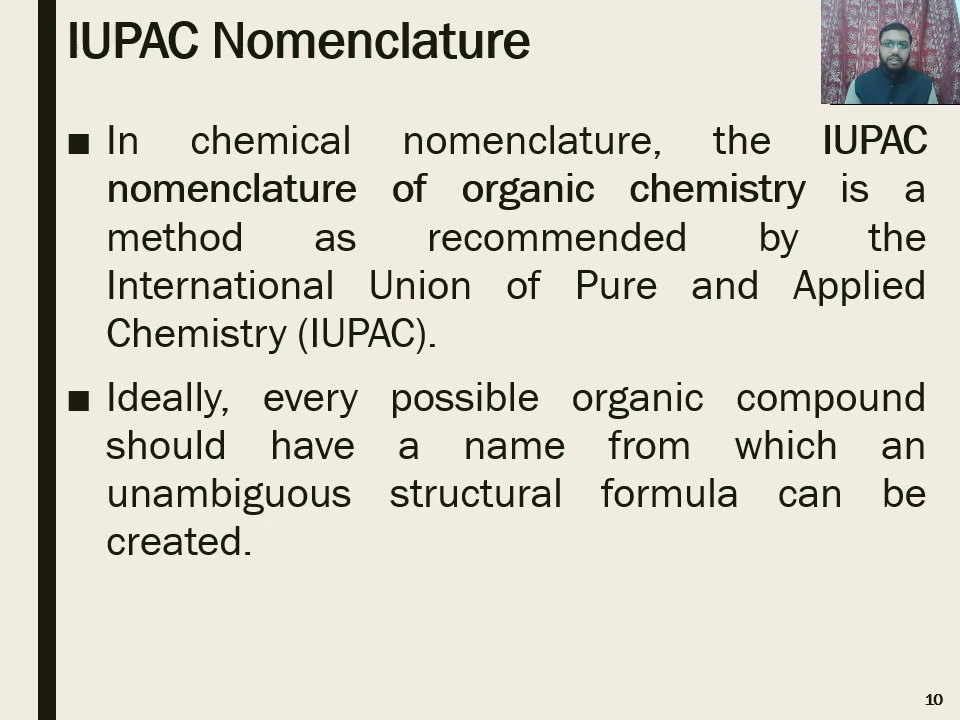 IUPAC Nomenclature
■ In chemical nomenclature, the IUPAC
nomenclature of organic chemistry is a
method as recommended by the
International Union of Pure and Applied
Chemistry (IUPAC).
■ Ideally, every possible organic compound
should have a name from which an
unambiguous structural formula can be
created.
10